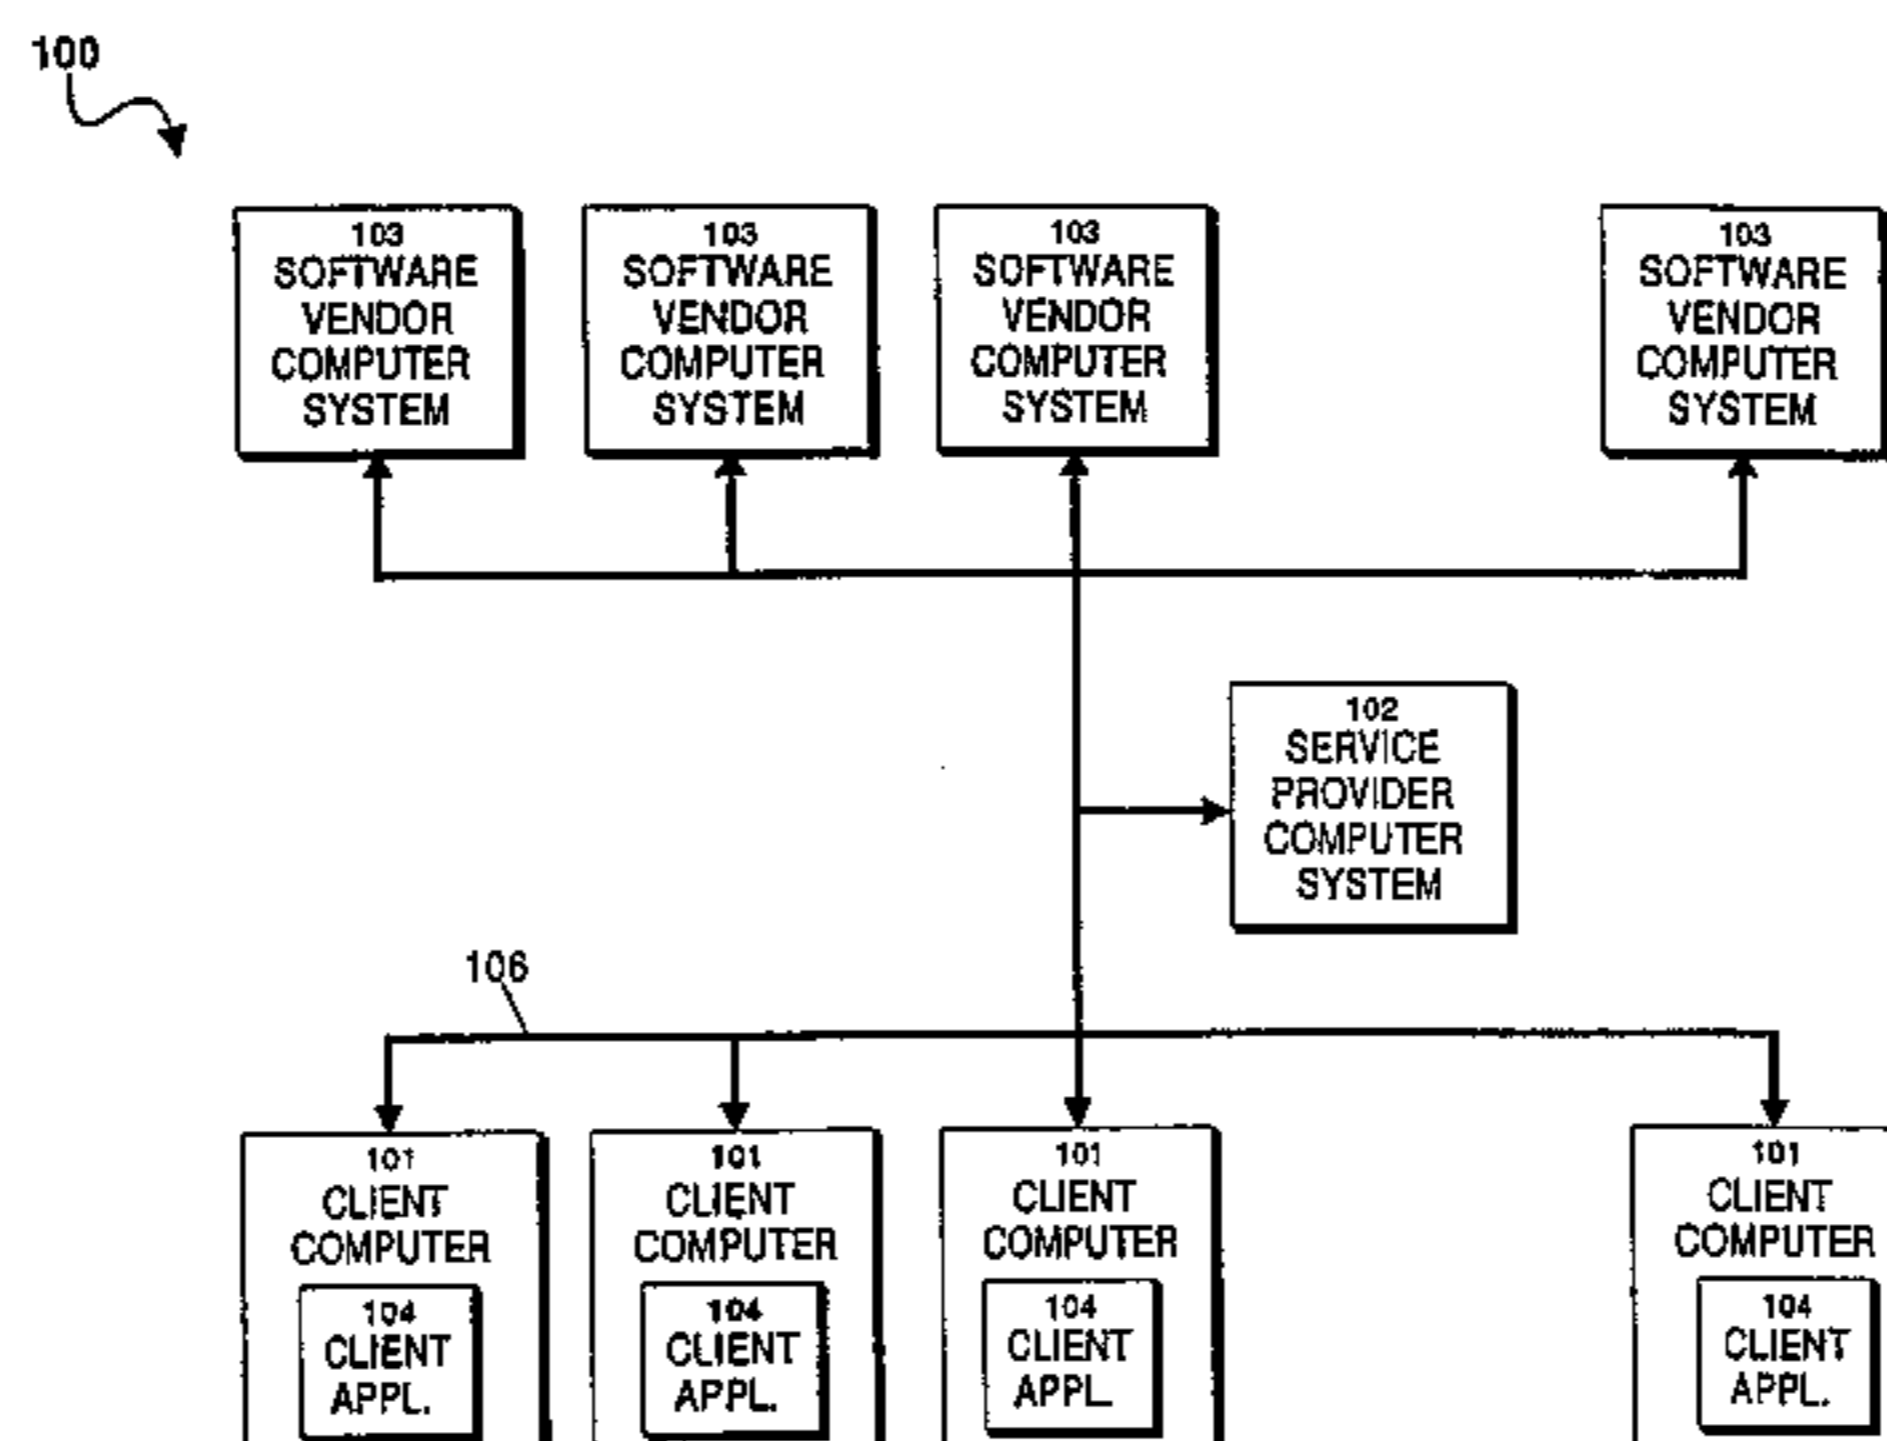 100
103
SOFTWARE
VENDOR
COMPUTER
SYSTEM
103
SOFTWARE
VENDOR
COMPUTER
SYSTEM
103
SOFTWARE
VENDOR
COMPUTER
SYSTEM
103
SOFTWARE
VENDOR
COMPUTER
SYSTEM
102
SERVICE
PROVIDER
COMPUTER
SYSTEM
106
101
CLIENT
COMPUTER
104
CLIENT
APPL.
101
CLIENT
COMPUTER
104
CLIENT
APPL.
101
CLIENT
COMPUTER
104
CLIENT
APPL
101
CLIENT
COMPUTER
104
CLIENT
APPL.